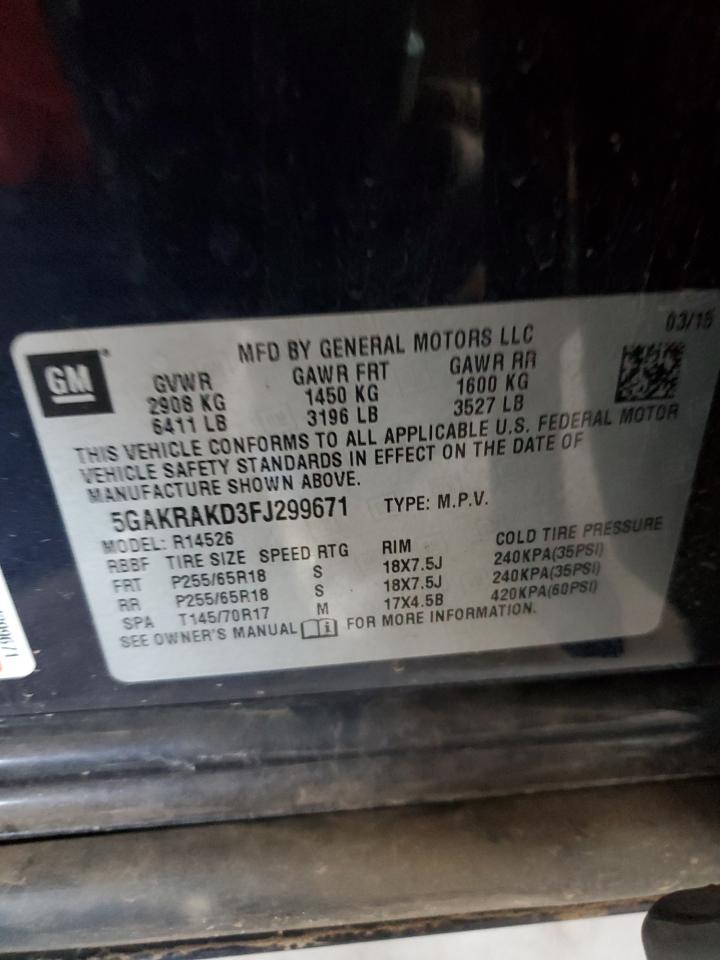 03/15
MFD BY GENERAL MOTORS LLC
GM
GVWR GAWR FRT GAWR RR
2908 KG 1450 KG 1600 KG
6411 LB 3196 LB 3527 LB
THIS VEHICLE CONFORMS TO ALL APPLICABLE U.S. FEDERAL MOTOR
VEHICLE SAFETY STANDARDS IN EFFECT ON THE DATE OF
MANUFACTURE SHOWN ABOVE.
5GAKRAKD3FJ299671 TYPE: M.P.V.
MODEL: R14526
RBBF TIRE SIZE SPEED RTG RIM COLD TIRE PRESSURE
FRT P255/65R18 S 18X7.5J 240KPA(35PSI)
RR P255/65R18 S 18X7.5J 240KPA(35PSI)
SPA T145/70R17 M 17X4.5B 420KPA(60PSI)
SEE OWNER'S MANUAL FOR MORE INFORMATION.